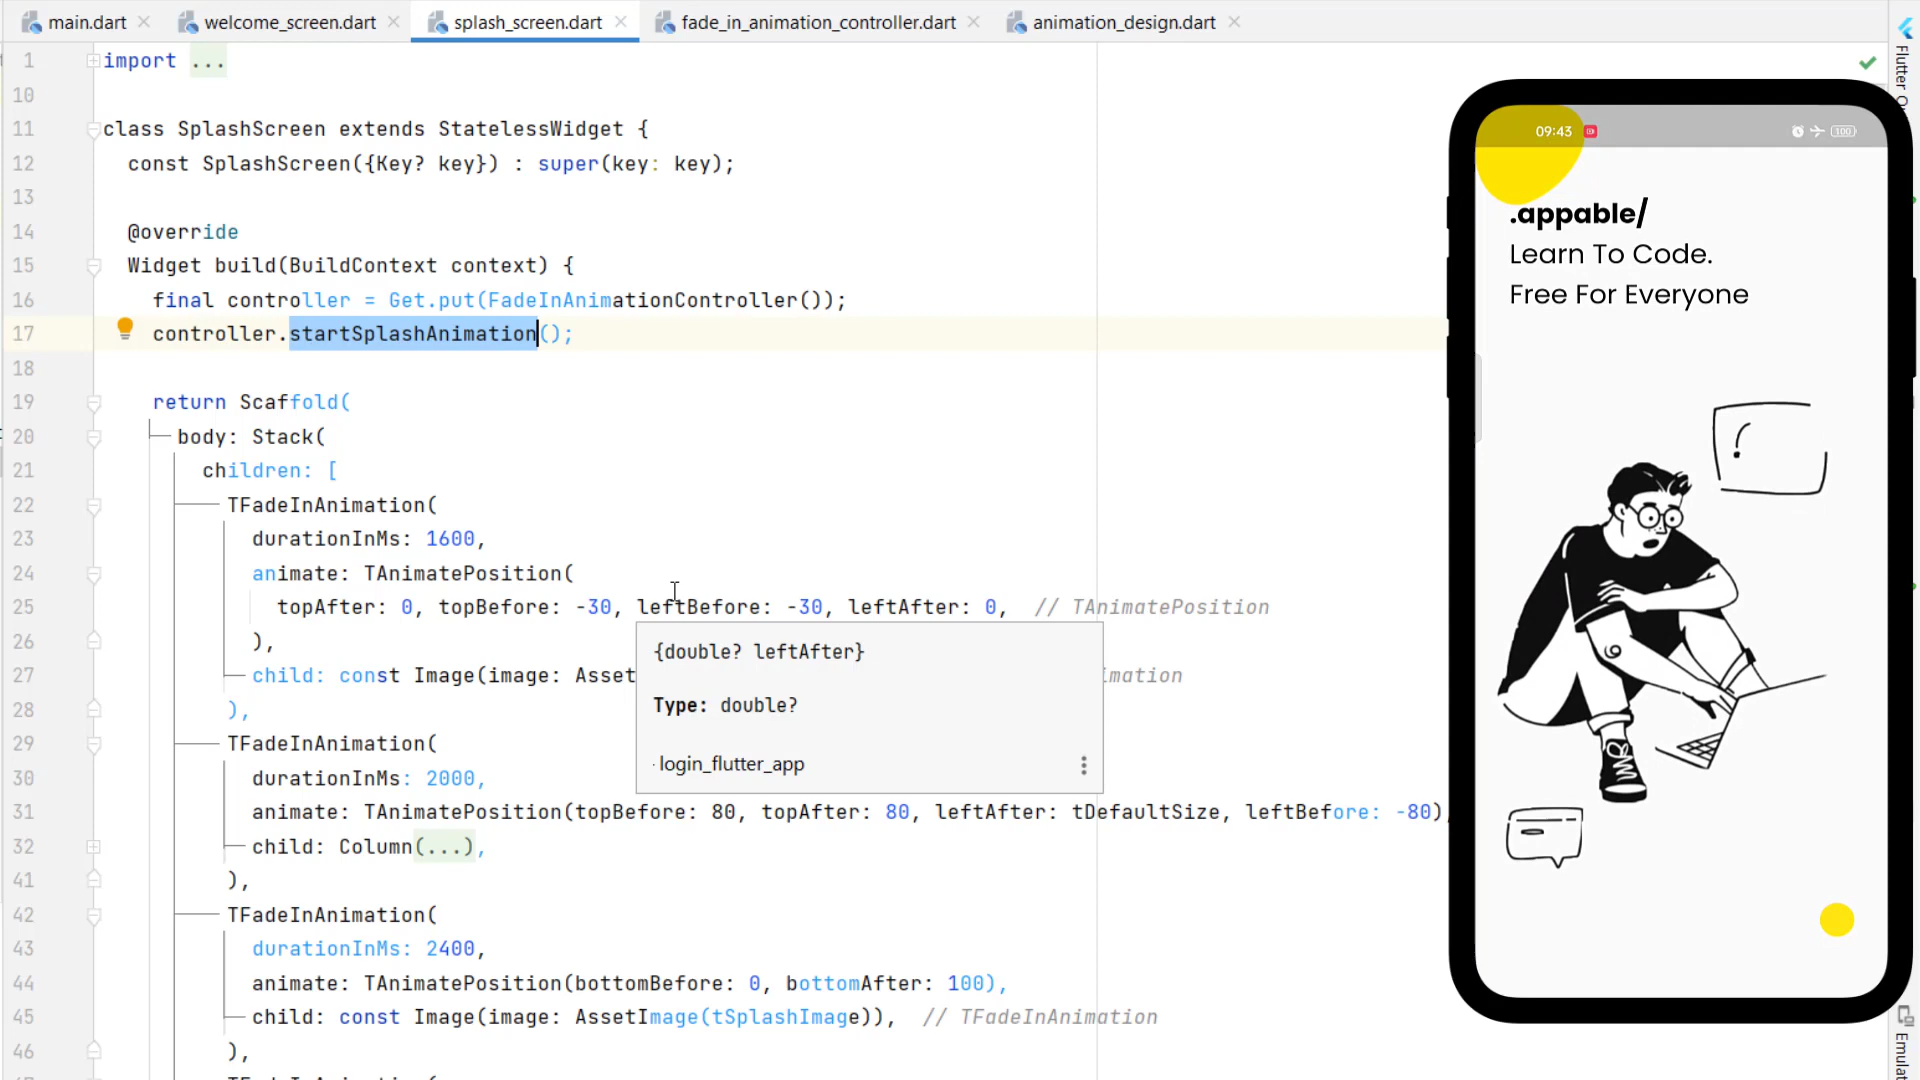 main.dart
welcome_screen.dart
splash_screen.dart
fade_in_animation_controller.dart
animation_design.dart
1 import ...
10
11 class SplashScreen extends StatelessWidget {
12 const SplashScreen({Key? key}) : super(key: key);
13
14 @override
15 Widget build(BuildContext context) {
16 final controller = Get.put(FadeInAnimationController());
17 controller.startSplashAnimation();
18
19 return Scaffold(
20 body: Stack(
21 children: [
22 TFadeInAnimation(
23 durationInMs: 1600,
24 animate: TAnimatePosition(
25 topAfter: 0, topBefore: -30, leftBefore: -30, leftAfter: 0, // TAnimatePosition
26 ),
27 child: const Image(image: Asset
28 ),
29 TFadeInAnimation(
30 durationInMs: 2000,
31 animate: TAnimatePosition(topBefore: 80, topAfter: 80, leftAfter: tDefaultSize, leftBefore: -80)
32 child: Column(...),
41 ),
42 TFadeInAnimation(
43 durationInMs: 2400,
44 animate: TAnimatePosition(bottomBefore: 0, bottomAfter: 100),
45 child: const Image(image: AssetImage(tSplashImage)), // TFadeInAnimation
46 ),
{double? leftAfter}
Type: double?
· login_flutter_app
09:43
100
.appable/
Learn To Code.
Free For Everyone
Flutter
Emulat